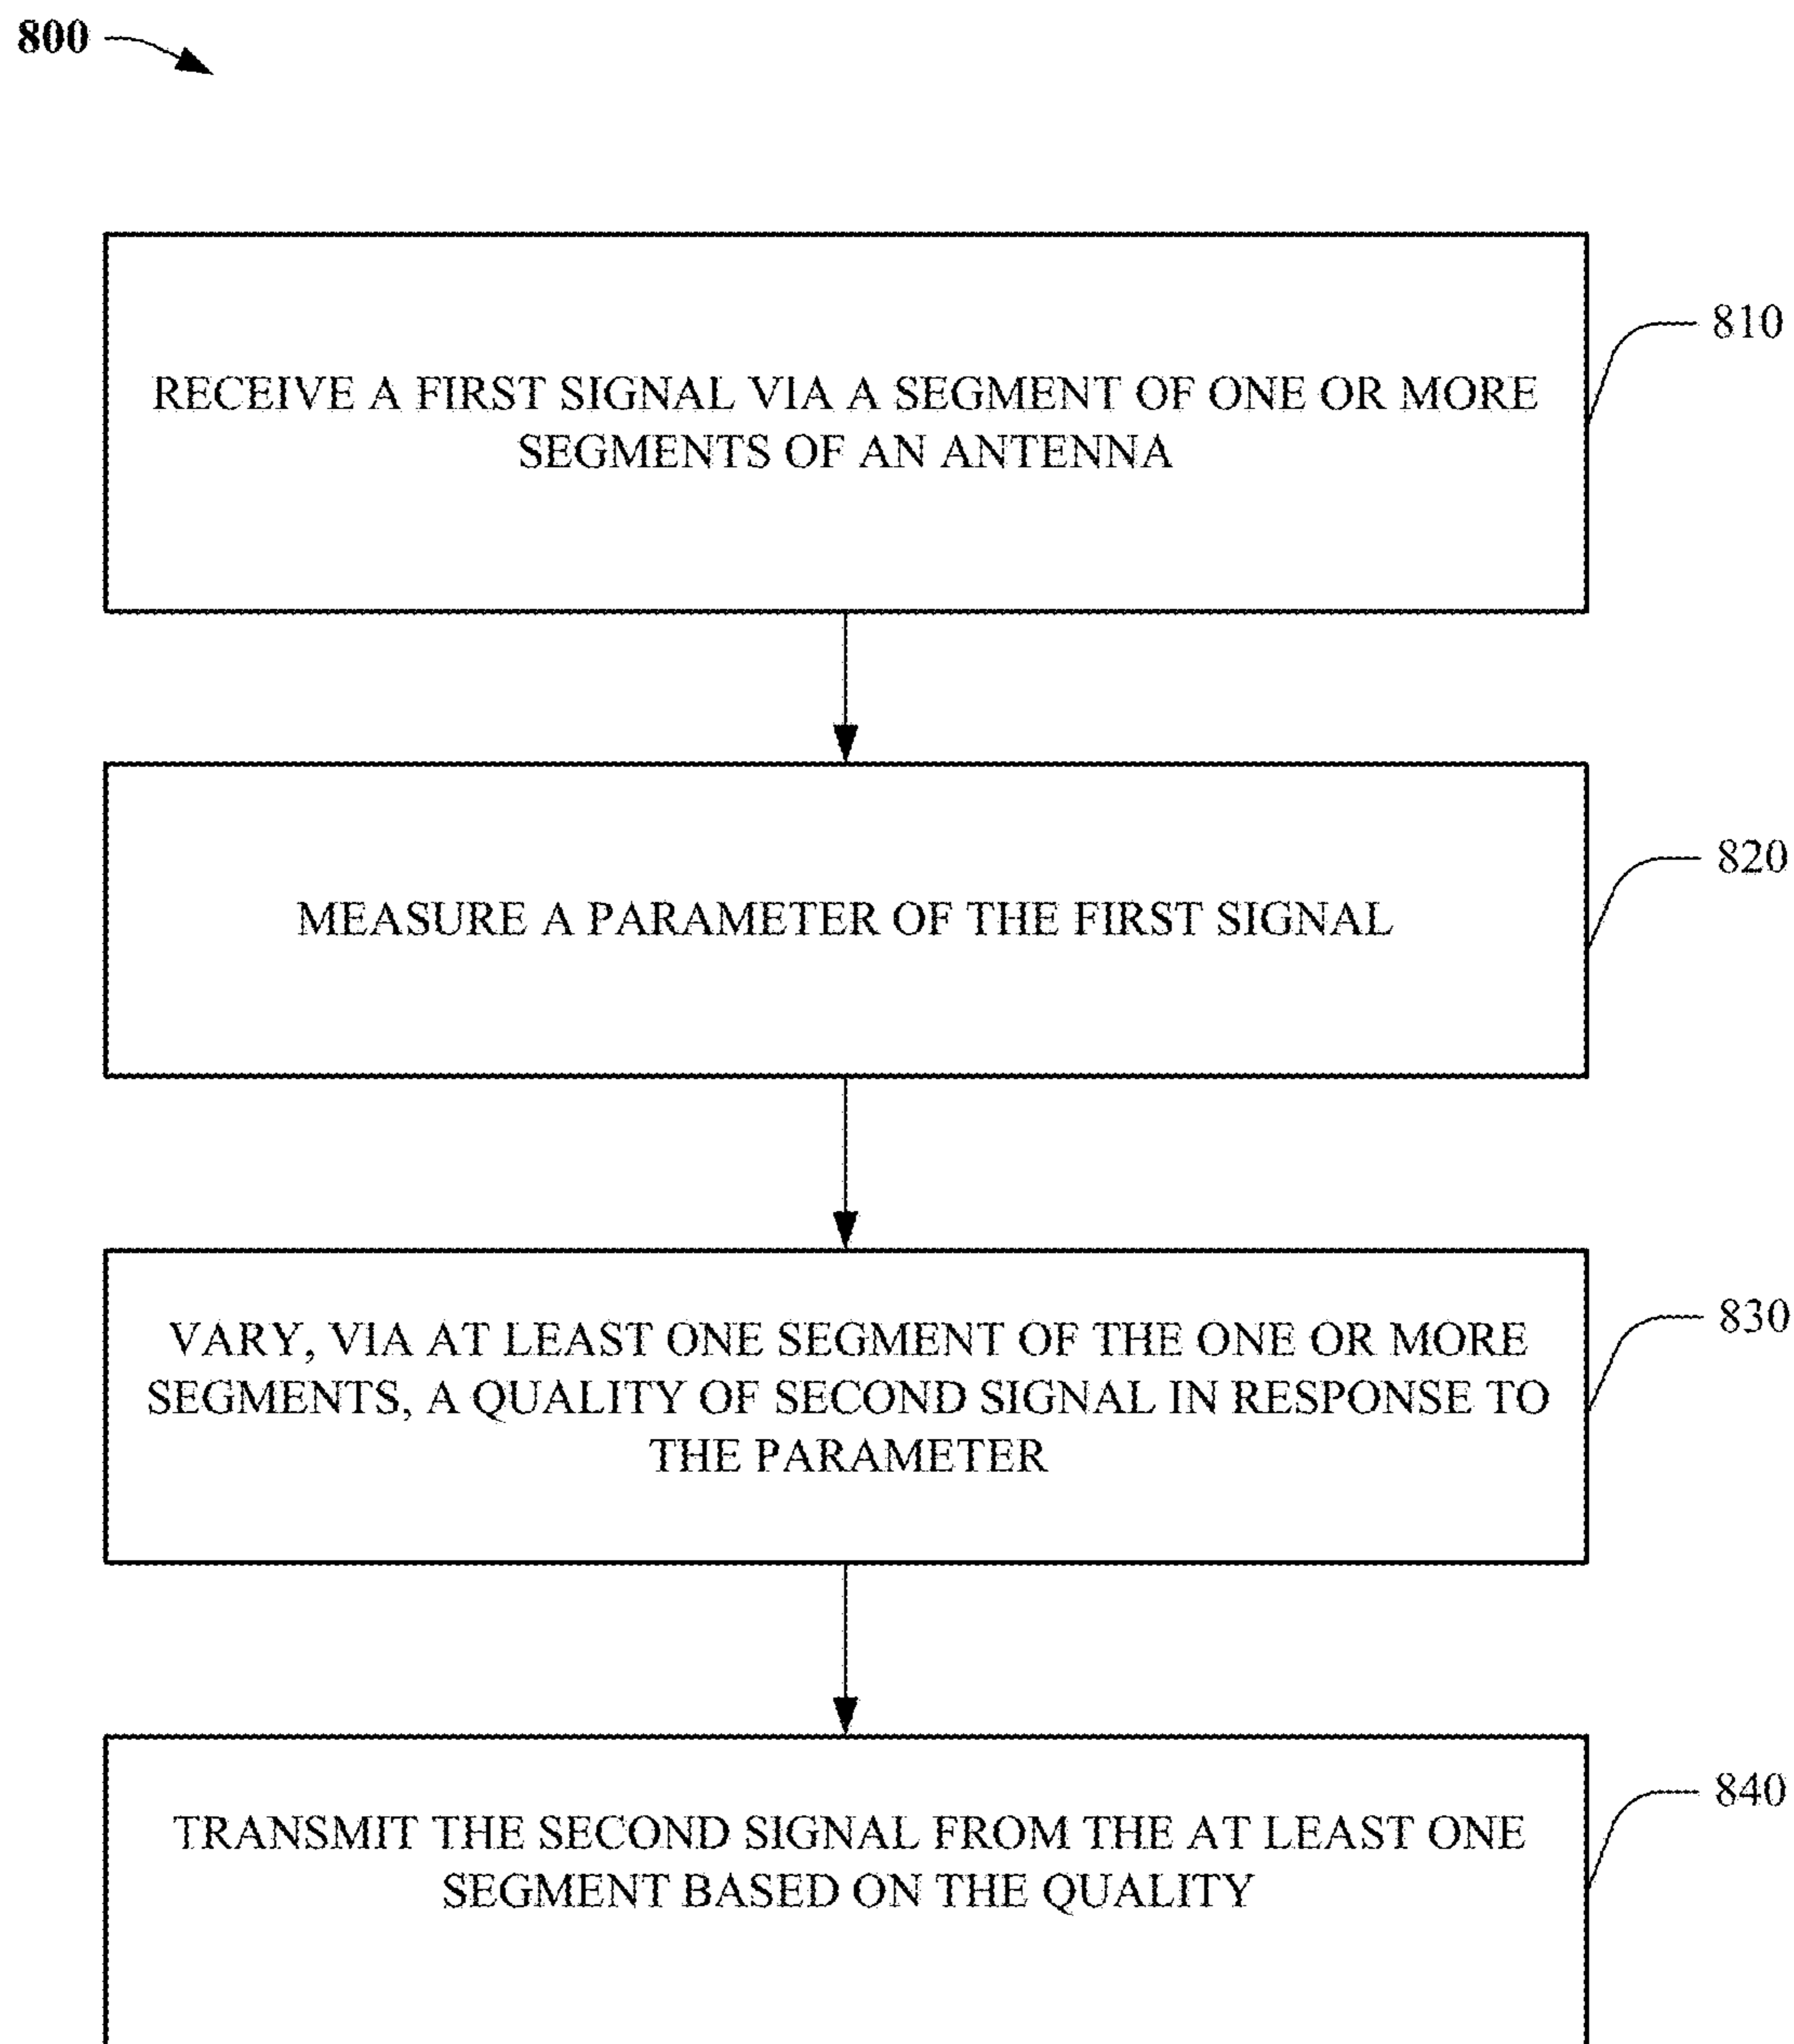 800
RECEIVE A FIRST SIGNAL VIA A SEGMENT OF ONE OR MORE
SEGMENTS OF AN ANTENNA
810
MEASURE A PARAMETER OF THE FIRST SIGNAL
820
VARY, VIA AT LEAST ONE SEGMENT OF THE ONE OR MORE
SEGMENTS, A QUALITY OF SECOND SIGNAL IN RESPONSE TO
THE PARAMETER
830
TRANSMIT THE SECOND SIGNAL FROM THE AT LEAST ONE
SEGMENT BASED ON THE QUALITY
840